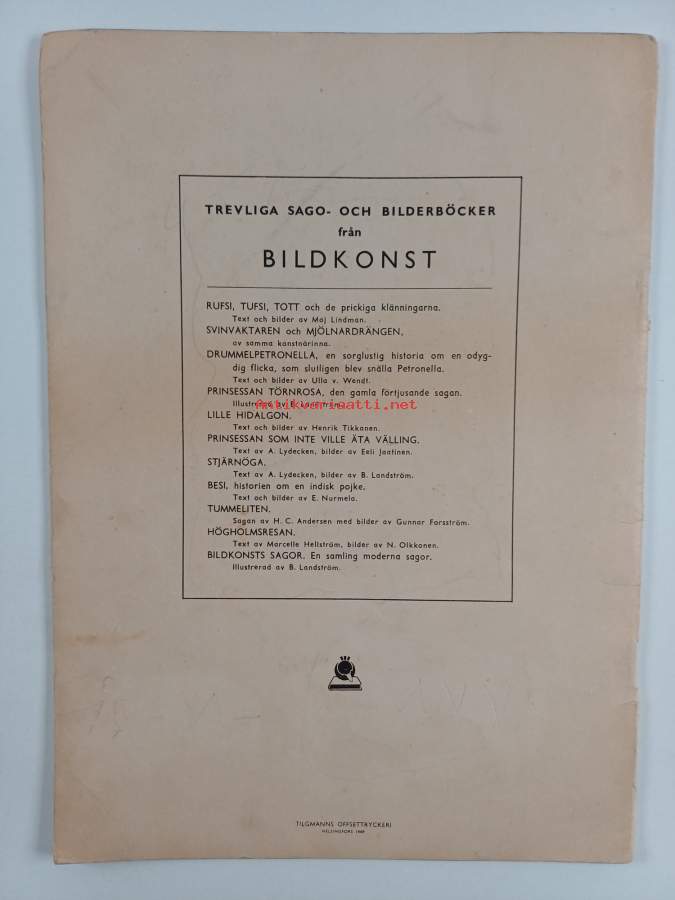 TREVLIGA SAGO- OCH BILDERBÖCKER
från
BILDKONST
RUFSI, TUFSI, TOTT och de prickiga klänningarna.
Text och bilder av Maj Lindman.
SVINVAKTAREN och MJÖLNARDRÄNGEN,
av samma konstnärinna.
DRUMMELPETRONELLA, en sorglustig historia om en odyg-
dig flicka, som slutligen blev snälla Petronella.
Text och bilder av Ulla v. Wendt.
PRINSESSAN TÖRNROSA, den gamla förtjusande sagan.
Illustrerad av B. Landström.
antikvariaatti.net
LILLE HIDALGON.
Text och bilder av Henrik Tikkanen.
PRINSESSAN SOM INTE VILLE ÄTA VÄLLING.
Text av A. Lydecken, bilder av Eeli Jaatinen.
STJÄRNÖGA.
Text av A. Lydecken, bilder av B. Landström.
BESI, historien om en indisk pojke.
Text och bilder av E. Nurmela.
TUMMELITEN.
Sagan av H. C. Andersen med bilder av Gunnar Forsström.
HÖGHOLMSRESAN.
Text av Marcelle Hellström, bilder av N. Olkkonen.
BILDKONSTS SAGOR. En samling moderna sagor.
Illustrerad av B. Landström.
TILGMANNS OFFSETTRYCKERI
HELSINGFORS